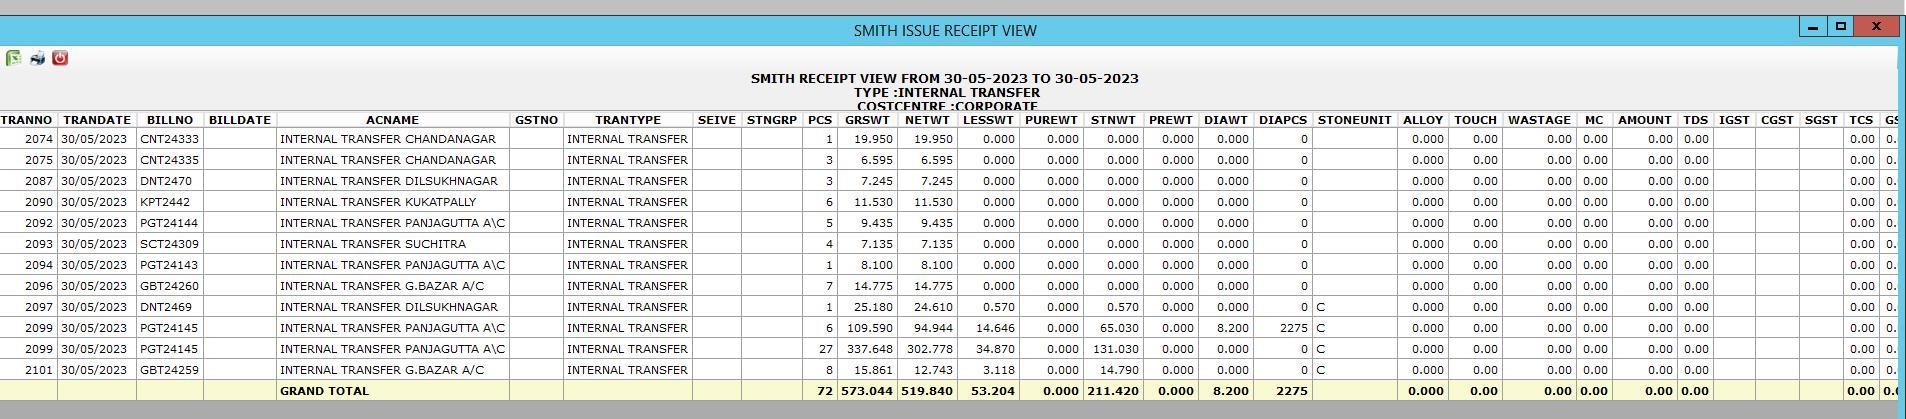 SMITH ISSUE RECEIPT VIEW
X
SMITH RECEIPT VIEW FROM 30-05-2023 TO 30-05-2023
TYPE :INTERNAL TRANSFER
COSTCENTRE :CORPORATE
TRANNO TRANDATE BILLNO BILLDATE ACNAME GSTNO TRANTYPE SEIVE STNGRP PCS GRSWT NETWT LESSWT PUREWT STNWT PREWT DIAWT DIAPCS STONEUNIT ALLOY TOUCH WASTAGE MC AMOUNT TDS IGST CGST SGST TCS GS
2074 30/05/2023 CNT24333 INTERNAL TRANSFER CHANDANAGAR INTERNAL TRANSFER 1 19.950 19.950 0.000 0.000 0.000 0.000 0.000 0 0.000 0.00 0.00 0.00 0.00 0.00 0.00 0.
2075 30/05/2023 CNT24335 INTERNAL TRANSFER CHANDANAGAR INTERNAL TRANSFER 3 6.595 6.595 0.000 0.000 0.000 0.000 0.000 0 0.000 0.00 0.00 0.00 0.00 0.00 0.00 0.
2087 30/05/2023 DNT2470 INTERNAL TRANSFER DILSUKHNAGAR INTERNAL TRANSFER 3 7.245 7.245 0.000 0.000 0.000 0.000 0.000 0 0.000 0.00 0.00 0.00 0.00 0.00 0.00 0.
2090 30/05/2023 KPT2442 INTERNAL TRANSFER KUKATPALLY INTERNAL TRANSFER 6 11.530 11.530 0.000 0.000 0.000 0.000 0.000 0 0.000 0.00 0.00 0.00 0.00 0.00 0.00 0.
2092 30/05/2023 PGT24144 INTERNAL TRANSFER PANJAGUTTA A\C INTERNAL TRANSFER 5 9.435 9.435 0.000 0.000 0.000 0.000 0.000 0 0.000 0.00 0.00 0.00 0.00 0.00 0.00 0.
2093 30/05/2023 SCT24309 INTERNAL TRANSFER SUCHITRA INTERNAL TRANSFER 4 7.135 7.135 0.000 0.000 0.000 0.000 0.000 0 0.000 0.00 0.00 0.00 0.00 0.00 0.00 0.
2094 30/05/2023 PGT24143 INTERNAL TRANSFER PANJAGUTTA A\C INTERNAL TRANSFER 1 8.100 8.100 0.000 0.000 0.000 0.000 0.000 0 0.000 0.00 0.00 0.00 0.00 0.00 0.00 0.
2096 30/05/2023 GBT24260 INTERNAL TRANSFER G.BAZAR A/C INTERNAL TRANSFER 7 14.775 14.775 0.000 0.000 0.000 0.000 0.000 0 0.000 0.00 0.00 0.00 0.00 0.00 0.00 0.
2097 30/05/2023 DNT2469 INTERNAL TRANSFER DILSUKHNAGAR INTERNAL TRANSFER 1 25.180 24.610 0.570 0.000 0.570 0.000 0.000 0 C 0.000 0.00 0.00 0.00 0.00 0.00 0.00 0.
2099 30/05/2023 PGT24145 INTERNAL TRANSFER PANJAGUTTA A\C INTERNAL TRANSFER 6 109.590 94.944 14.646 0.000 65.030 0.000 8.200 2275 C 0.000 0.00 0.00 0.00 0.00 0.00 0.00 0.
2099 30/05/2023 PGT24145 INTERNAL TRANSFER PANJAGUTTA A\C INTERNAL TRANSFER 27 337.648 302.778 34.870 0.000 131.030 0.000 0.000 0 C 0.000 0.00 0.00 0.00 0.00 0.00 0.00 0.
2101 30/05/2023 GBT24259 INTERNAL TRANSFER G.BAZAR A/C INTERNAL TRANSFER 8 15.861 12.743 3.118 0.000 14.790 0.000 0.000 0 C 0.000 0.00 0.00 0.00 0.00 0.00 0.00 0.
GRAND TOTAL 72 573.044 519.840 53.204 0.000 211.420 0.000 8.200 2275 0.000 0.00 0.00 0.00 0.00 0.00 0.00 0.